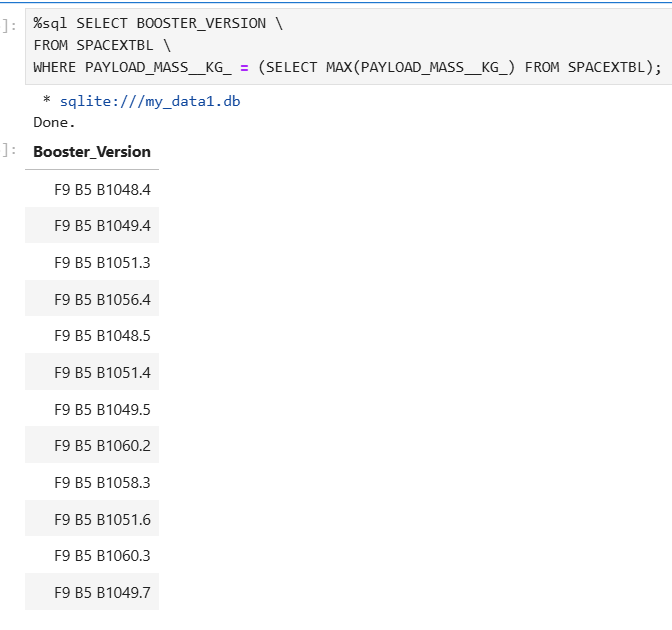 ]: %sql SELECT BOOSTER_VERSION \
FROM SPACEXTBL \
WHERE PAYLOAD_MASS__KG_ = (SELECT MAX(PAYLOAD_MASS__KG_) FROM SPACEXTBL);
* sqlite:///my_data1.db
Done.
]: Booster_Version
F9 B5 B1048.4
F9 B5 B1049.4
F9 B5 B1051.3
F9 B5 B1056.4
F9 B5 B1048.5
F9 B5 B1051.4
F9 B5 B1049.5
F9 B5 B1060.2
F9 B5 B1058.3
F9 B5 B1051.6
F9 B5 B1060.3
F9 B5 B1049.7